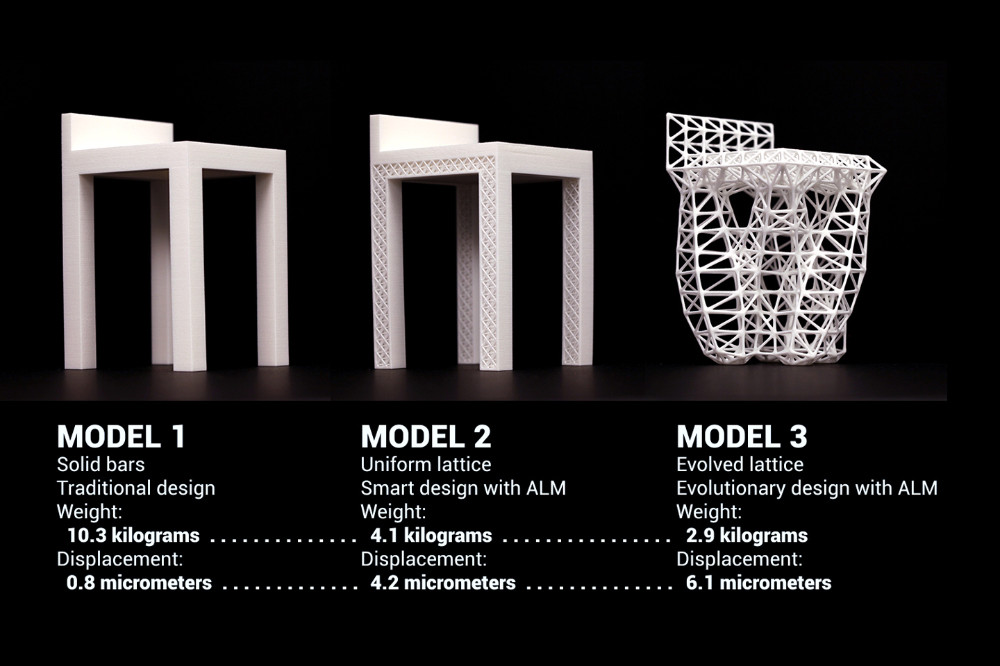 MODEL 1
Solid bars
Traditional design
Weight:
10.3 kilograms
Displacement:
0.8 micrometers
MODEL 2
Uniform lattice
Smart design with ALM
Weight:
4.1 kilograms
Displacement:
4.2 micrometers
MODEL 3
Evolved lattice
Evolutionary design with ALM
Weight:
2.9 kilograms
Displacement:
6.1 micrometers